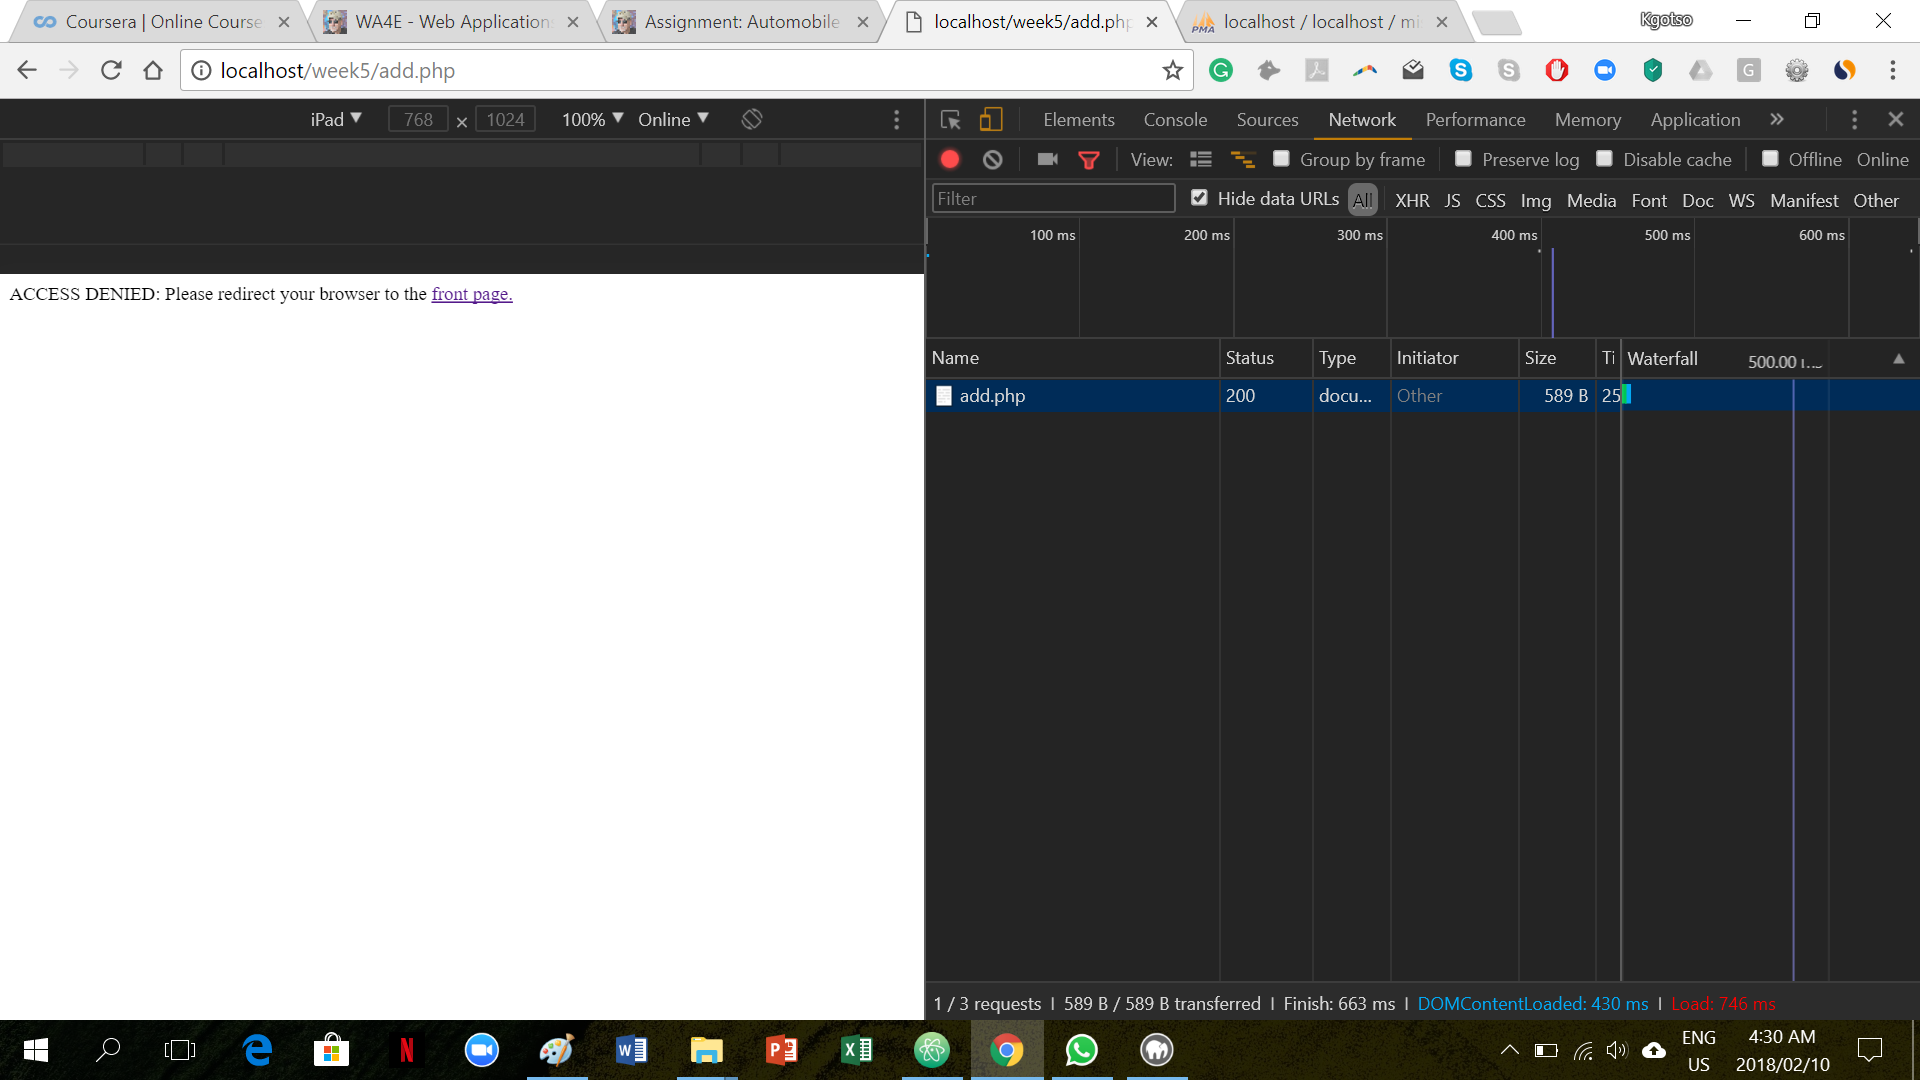 Coursera | Online Course
WA4E - Web Applications
Assignment: Automobile
localhost/week5/add.php
localhost / localhost / mi
Kgotso
localhost/week5/add.php
iPad 768 × 1024 100% Online
Elements Console Sources Network Performance Memory Application »
View: Group by frame Preserve log Disable cache Offline Online
Filter Hide data URLs All XHR JS CSS Img Media Font Doc WS Manifest Other
100 ms 200 ms 300 ms 400 ms 500 ms 600 ms
ACCESS DENIED: Please redirect your browser to the front page.
Name Status Type Initiator Size Ti Waterfall 500.00
add.php 200 docu... Other 589 B 25
1 / 3 requests | 589 B / 589 B transferred | Finish: 663 ms | DOMContentLoaded: 430 ms | Load: 746 ms
ENG 4:30 AM
US 2018/02/10